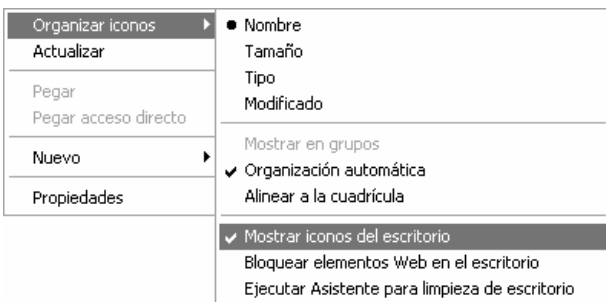 Organizar iconos
Actualizar
Pegar
Pegar acceso directo
Nuevo
Propiedades
Nombre
Tamaño
Tipo
Modificado
Mostrar en grupos
Organización automática
Alinear a la cuadrícula
Mostrar iconos del escritorio
Bloquear elementos Web en el escritorio
Ejecutar Asistente para limpieza de escritorio